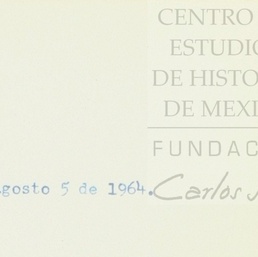 CENTRO
ESTUDIO
DE HISTO
DE MEXI
FUNDAC
gosto 5 de 1964.
Carlos